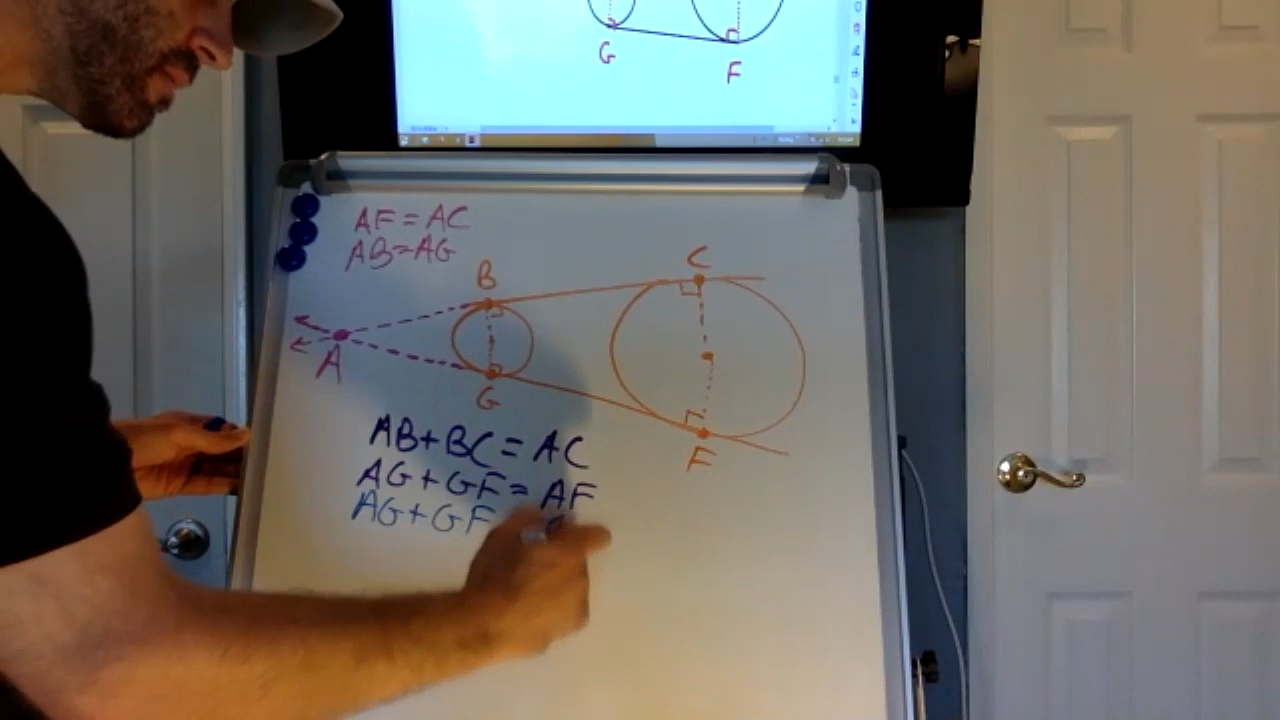 G
F
AF = AC
AB=AG
B
C
A
G
F
AB+BC = AC
AG+GF = AF
AG+GF